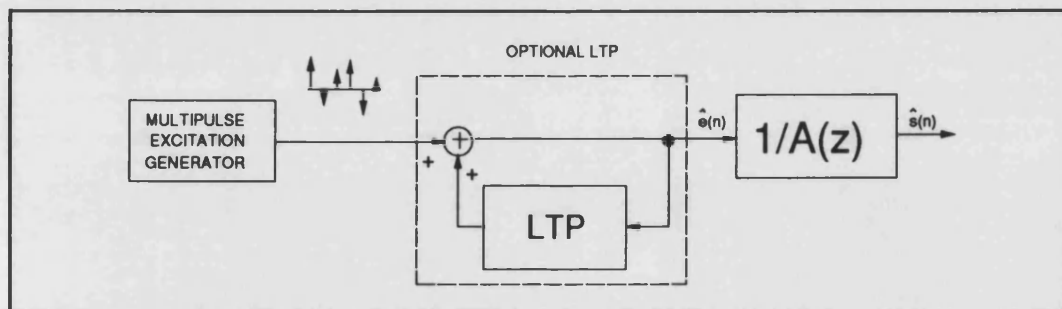 OPTIONAL LTP
MULTIPULSE
EXCITATION
GENERATOR
+
+
+
LTP
ê(n)
1/A(z)
ŝ(n)